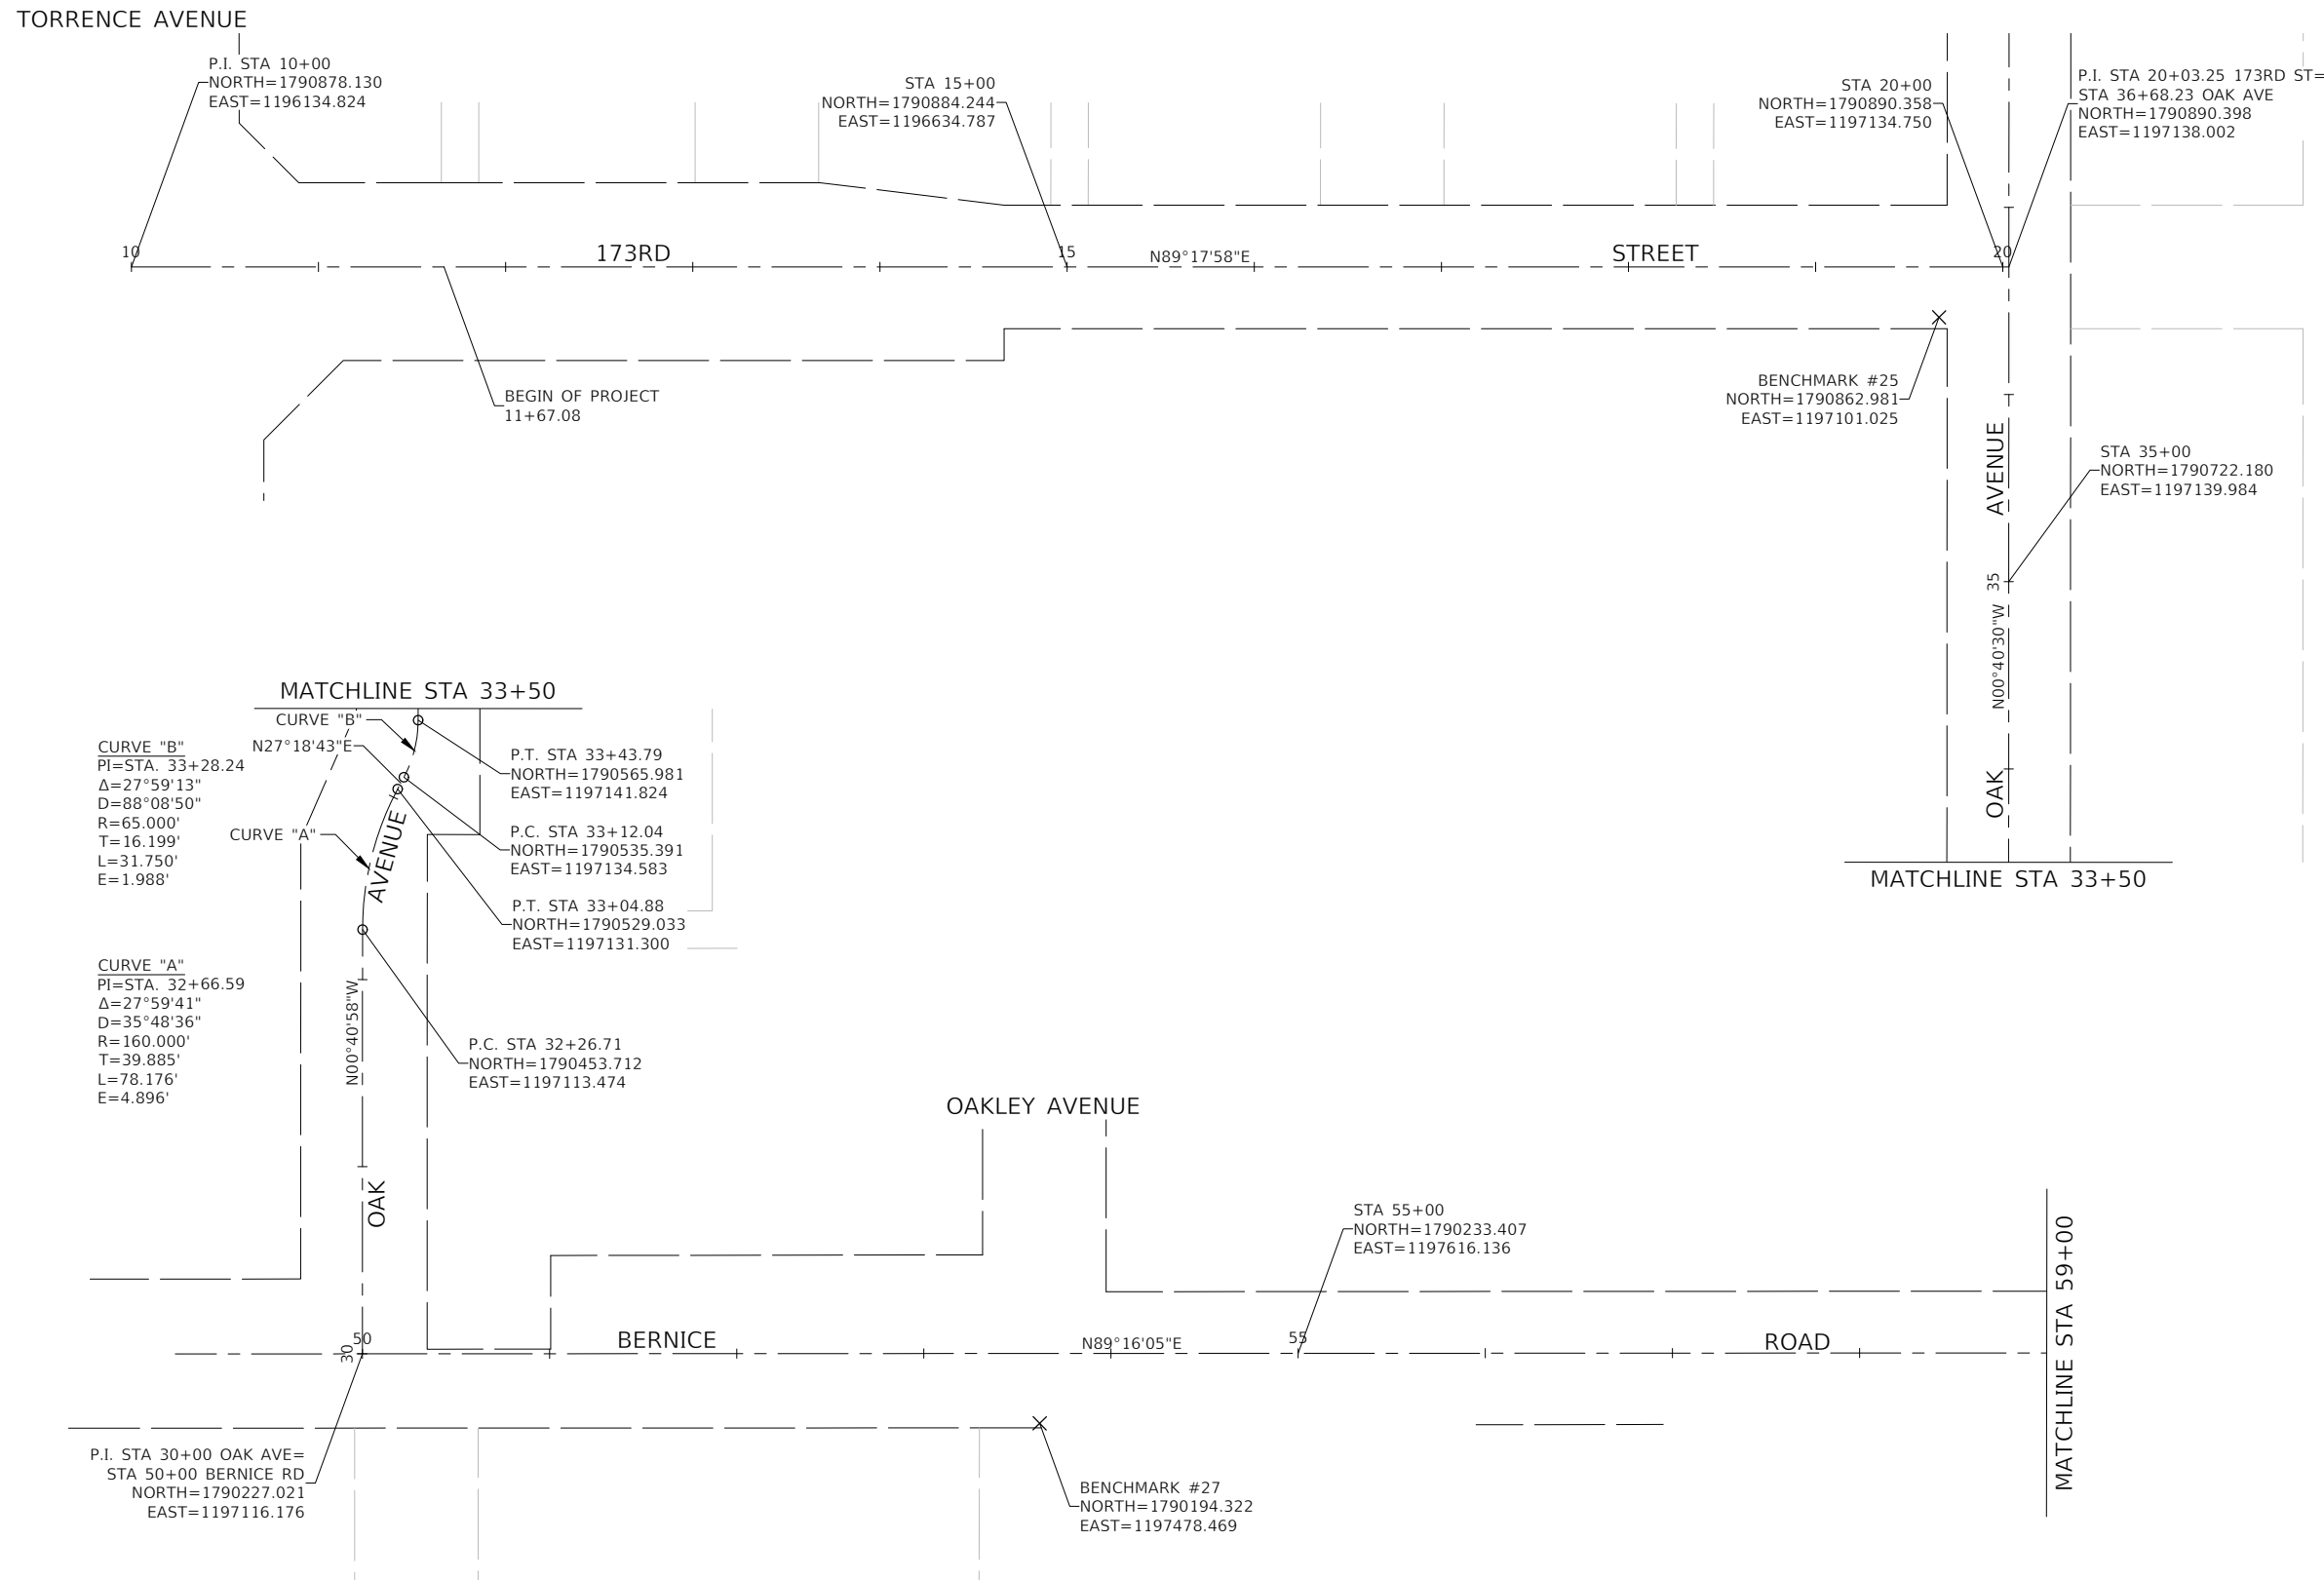 TORRENCE AVENUE
P.I. STA 10+00
NORTH=1790878.130
EAST=1196134.824
STA 15+00
NORTH=1790884.244
EAST=1196634.787
STA 20+00
NORTH=1790890.358
EAST=1197134.750
P.I. STA 20+03.25 173RD ST=
STA 36+68.23 OAK AVE
NORTH=1790890.398
EAST=1197138.002
10
173RD
15
N89°17'58"E
STREET
20
BEGIN OF PROJECT
11+67.08
BENCHMARK #25
NORTH=1790862.981
EAST=1197101.025
AVENUE
STA 35+00
NORTH=1790722.180
EAST=1197139.984
35
N00°40'30"W
OAK
MATCHLINE STA 33+50
MATCHLINE STA 33+50
CURVE "B"
N27°18'43"E
CURVE "B"
PI=STA. 33+28.24
Δ=27°59'13"
D=88°08'50"
R=65.000'
T=16.199'
L=31.750'
E=1.988'
CURVE "A"
AVENUE
P.T. STA 33+43.79
NORTH=1790565.981
EAST=1197141.824
P.C. STA 33+12.04
NORTH=1790535.391
EAST=1197134.583
P.T. STA 33+04.88
NORTH=1790529.033
EAST=1197131.300
CURVE "A"
PI=STA. 32+66.59
Δ=27°59'41"
D=35°48'36"
R=160.000'
T=39.885'
L=78.176'
E=4.896'
N00°40'58"W
P.C. STA 32+26.71
NORTH=1790453.712
EAST=1197113.474
OAK
OAKLEY AVENUE
STA 55+00
NORTH=1790233.407
EAST=1197616.136
30
50
BERNICE
N89°16'05"E
55
ROAD
MATCHLINE STA 59+00
P.I. STA 30+00 OAK AVE=
STA 50+00 BERNICE RD
NORTH=1790227.021
EAST=1197116.176
BENCHMARK #27
NORTH=1790194.322
EAST=1197478.469